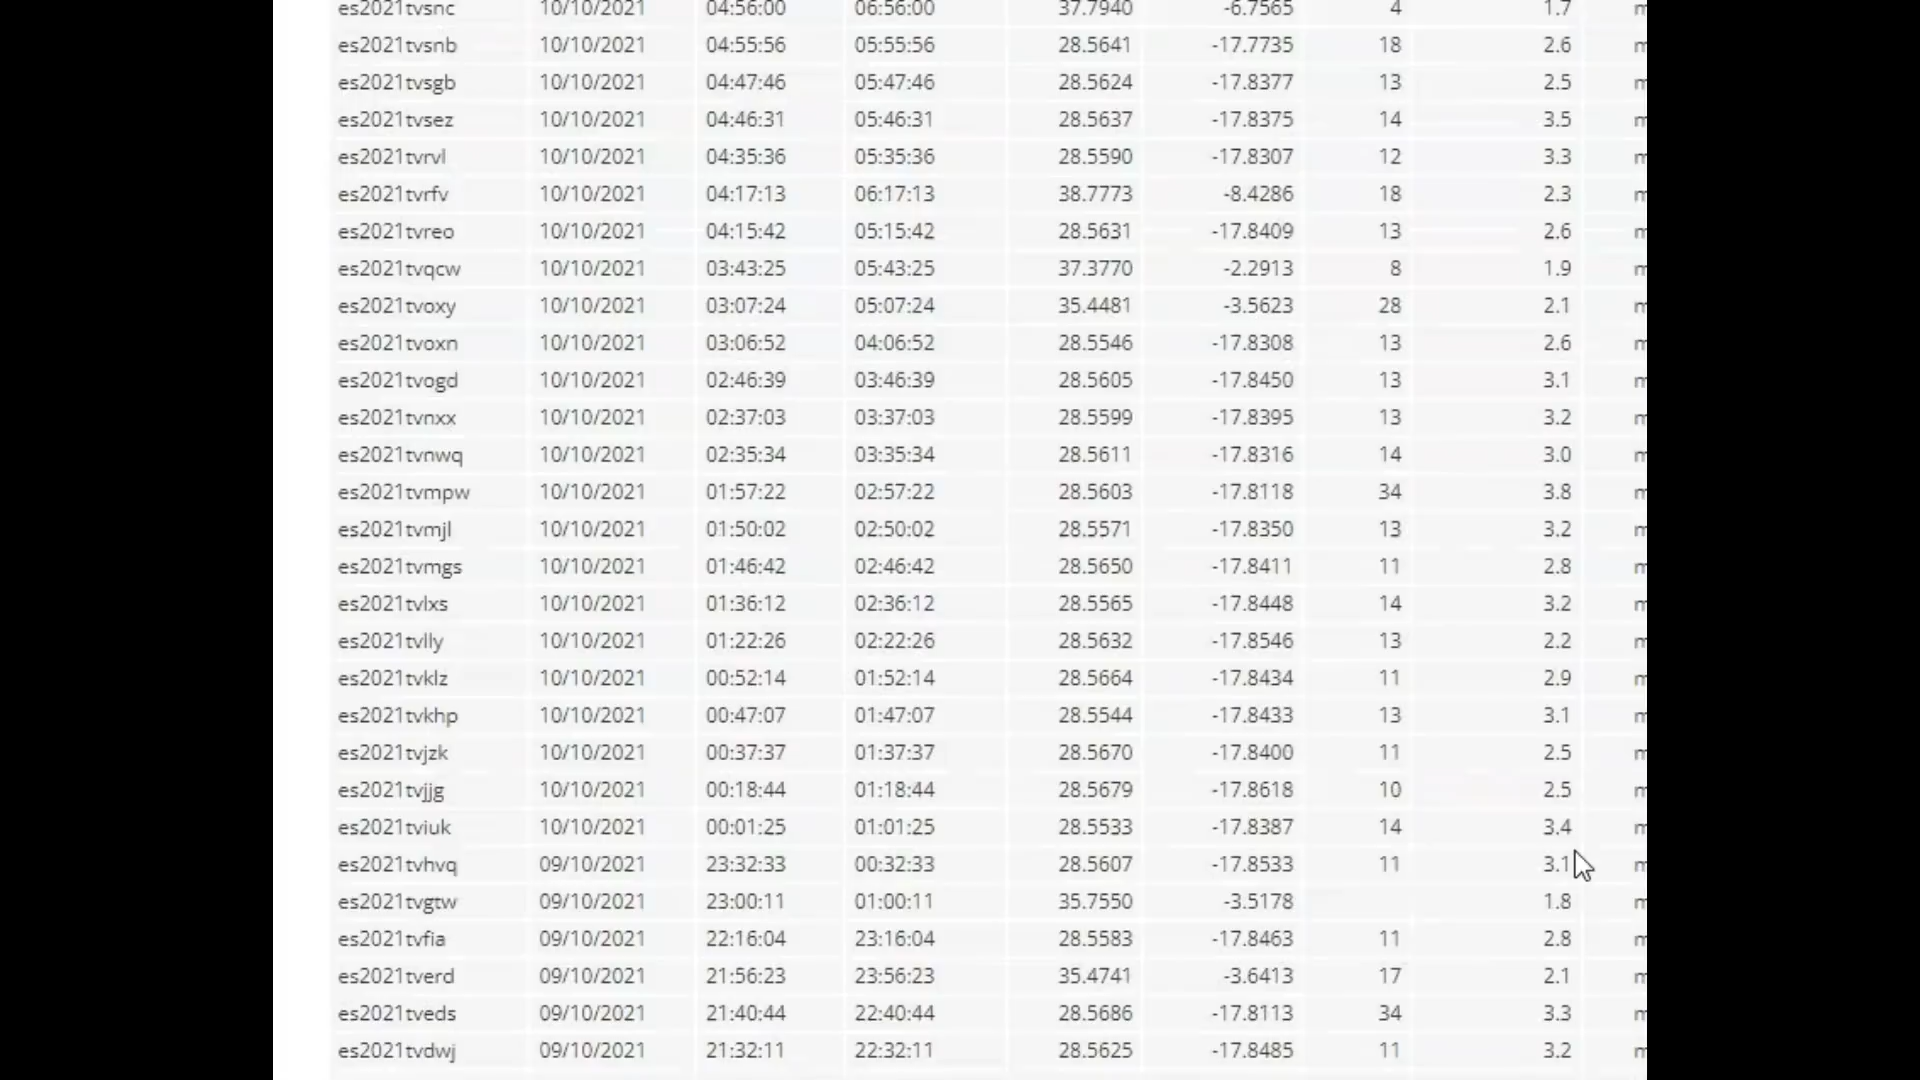 es2021tvsnc 10/10/2021 04:56:00 06:56:00 37.7940 -6.7565 4 1.7 m
es2021tvsnb 10/10/2021 04:55:56 05:55:56 28.5641 -17.7735 18 2.6 m
es2021tvsgb 10/10/2021 04:47:46 05:47:46 28.5624 -17.8377 13 2.5 m
es2021tvsez 10/10/2021 04:46:31 05:46:31 28.5637 -17.8375 14 3.5 m
es2021tvrvl 10/10/2021 04:35:36 05:35:36 28.5590 -17.8307 12 3.3 m
es2021tvrfv 10/10/2021 04:17:13 06:17:13 38.7773 -8.4286 18 2.3 m
es2021tvreo 10/10/2021 04:15:42 05:15:42 28.5631 -17.8409 13 2.6 m
es2021tvqcw 10/10/2021 03:43:25 05:43:25 37.3770 -2.2913 8 1.9 m
es2021tvoxy 10/10/2021 03:07:24 05:07:24 35.4481 -3.5623 28 2.1 m
es2021tvoxn 10/10/2021 03:06:52 04:06:52 28.5546 -17.8308 13 2.6 m
es2021tvogd 10/10/2021 02:46:39 03:46:39 28.5605 -17.8450 13 3.1 m
es2021tvnxx 10/10/2021 02:37:03 03:37:03 28.5599 -17.8395 13 3.2 m
es2021tvnwq 10/10/2021 02:35:34 03:35:34 28.5611 -17.8316 14 3.0 m
es2021tvmpw 10/10/2021 01:57:22 02:57:22 28.5603 -17.8118 34 3.8 m
es2021tvmjl 10/10/2021 01:50:02 02:50:02 28.5571 -17.8350 13 3.2 m
es2021tvmgs 10/10/2021 01:46:42 02:46:42 28.5650 -17.8411 11 2.8 m
es2021tvlxs 10/10/2021 01:36:12 02:36:12 28.5565 -17.8448 14 3.2 m
es2021tvlly 10/10/2021 01:22:26 02:22:26 28.5632 -17.8546 13 2.2 m
es2021tvklz 10/10/2021 00:52:14 01:52:14 28.5664 -17.8434 11 2.9 m
es2021tvkhp 10/10/2021 00:47:07 01:47:07 28.5544 -17.8433 13 3.1 m
es2021tvjzk 10/10/2021 00:37:37 01:37:37 28.5670 -17.8400 11 2.5 m
es2021tvjjg 10/10/2021 00:18:44 01:18:44 28.5679 -17.8618 10 2.5 m
es2021tviuk 10/10/2021 00:01:25 01:01:25 28.5533 -17.8387 14 3.4 m
es2021tvhvq 09/10/2021 23:32:33 00:32:33 28.5607 -17.8533 11 3.1 m
es2021tvgtw 09/10/2021 23:00:11 01:00:11 35.7550 -3.5178 1.8 m
es2021tvfia 09/10/2021 22:16:04 23:16:04 28.5583 -17.8463 11 2.8 m
es2021tverd 09/10/2021 21:56:23 23:56:23 35.4741 -3.6413 17 2.1 m
es2021tveds 09/10/2021 21:40:44 22:40:44 28.5686 -17.8113 34 3.3 m
es2021tvdwj 09/10/2021 21:32:11 22:32:11 28.5625 -17.8485 11 3.2 m